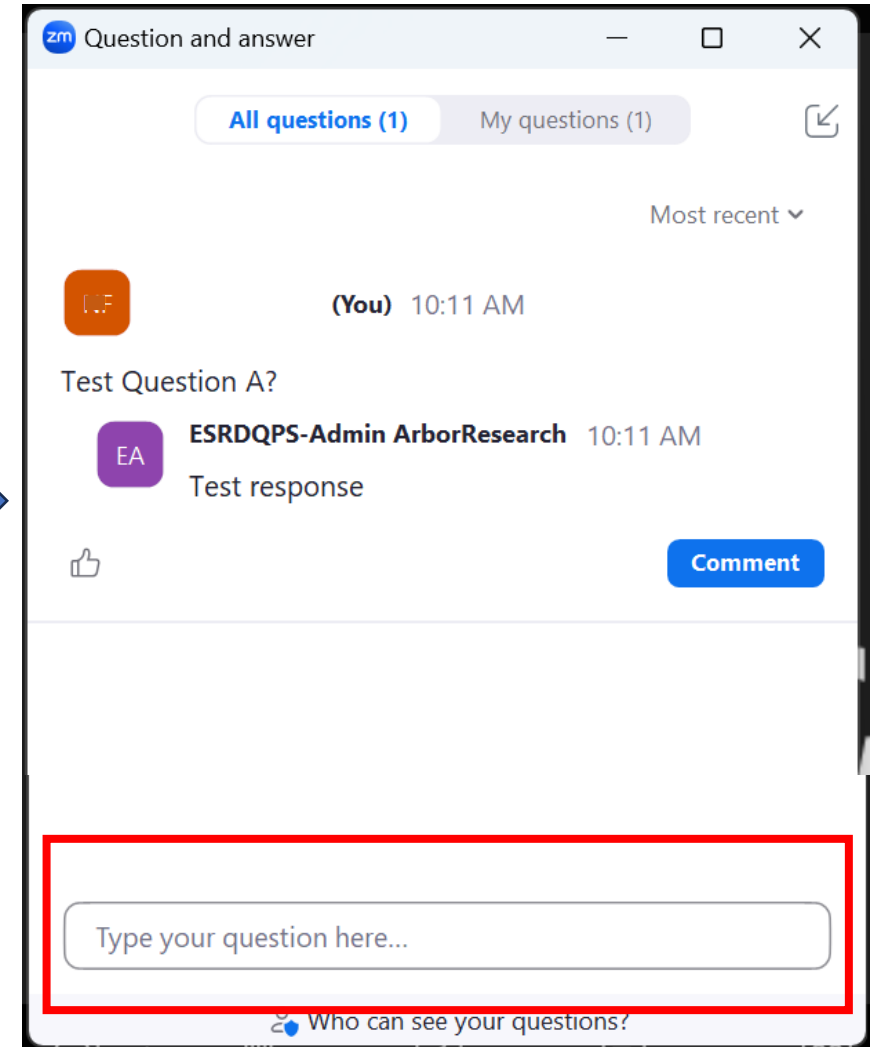 zm Question and answer
All questions (1) My questions (1)
Most recent
(You) 10:11 AM
Test Question A?
EA ESRDQPS-Admin ArborResearch 10:11 AM
Test response
Comment
Type your question here...
Who can see your questions?